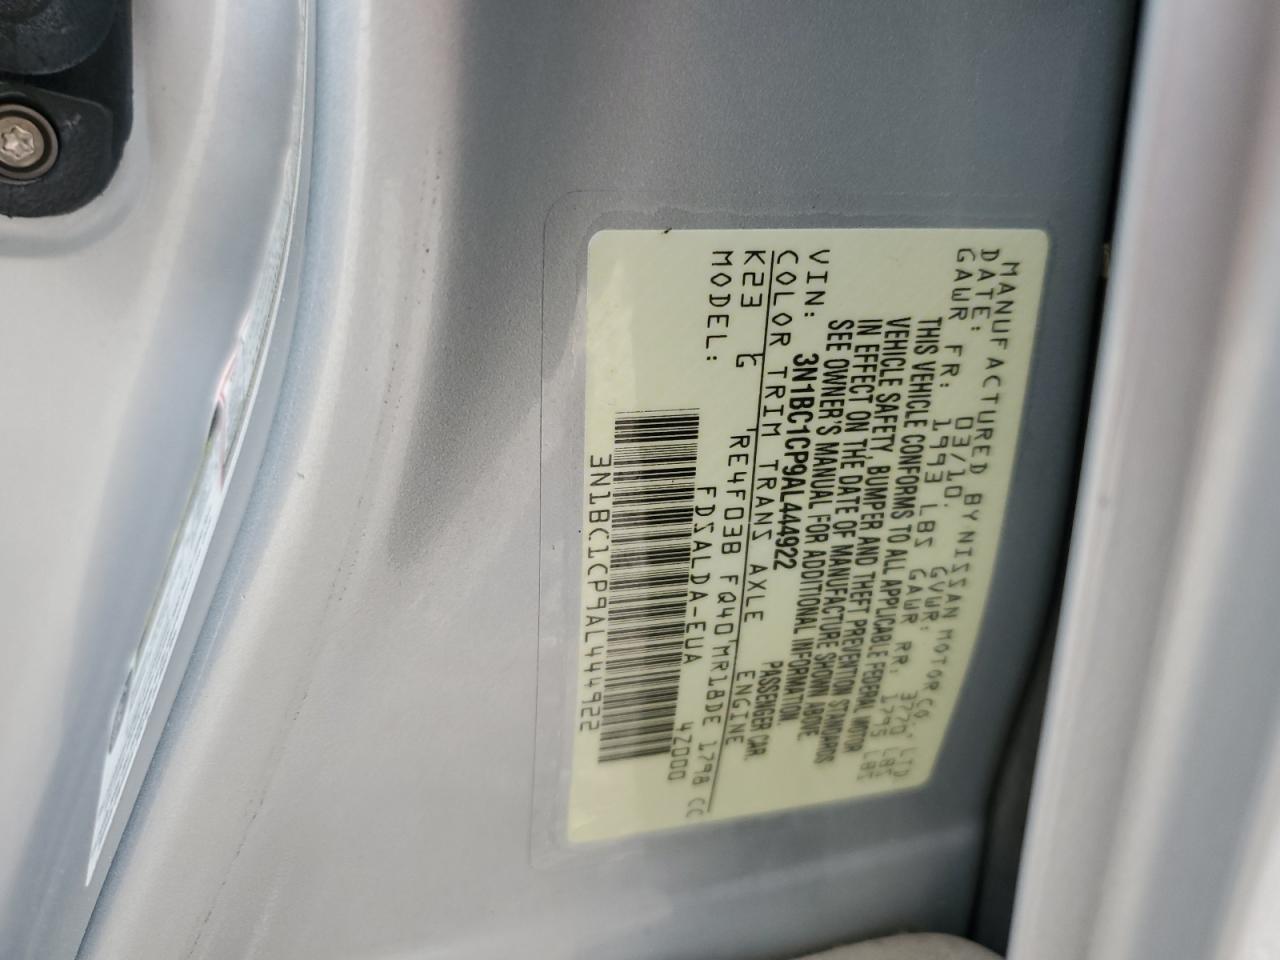 MANUFACTURED BY NISSAN MOTOR CO., LTD
DATE: 03/10. GVWR: 3770 LBS
GAWR FR: 1993 LBS GAWR RR: 1795 LBS
THIS VEHICLE CONFORMS TO ALL APPLICABLE FEDERAL MOTOR
VEHICLE SAFETY, BUMPER AND THEFT PREVENTION STANDARDS
IN EFFECT ON THE DATE OF MANUFACTURE SHOWN ABOVE.
SEE OWNER'S MANUAL FOR ADDITIONAL INFORMATION.
VIN: 3N1BC1CP9AL444922 PASSENGER CAR
COLOR TRIM TRANS AXLE ENGINE
K23 G RE4F03B FQ40 MR18DE 1798 CC
MODEL: FDSALDA-EUA 4Z000
3N1BC1CP9AL444922